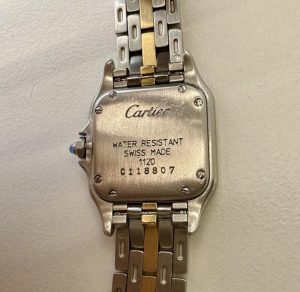 Cartier
WATER RESISTANT
SWISS MADE
1120
C118807